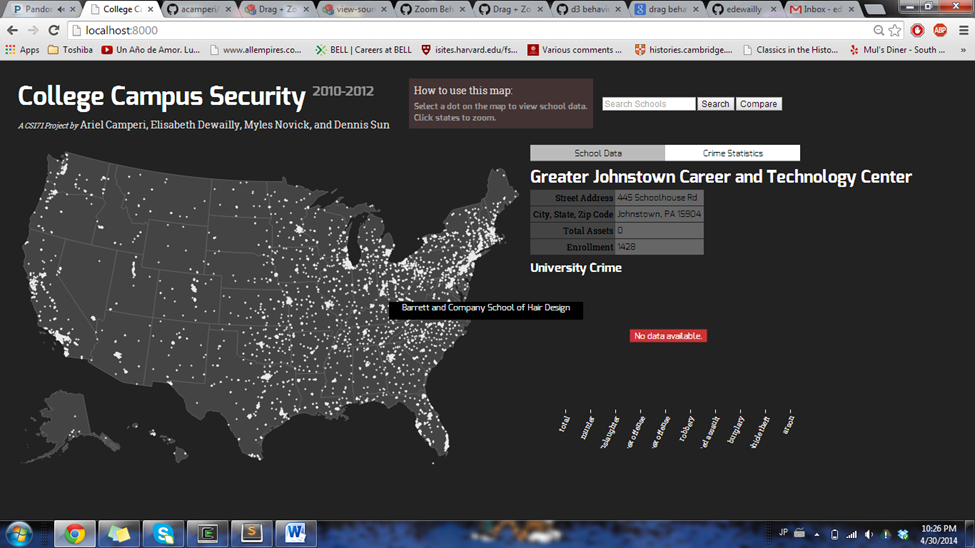 Pando
College C
acamperi/
Drag + Zo
view-sour
Zoom Beh
Drag + Zo
d3 behavi
drag beha
edewailly
Inbox - ed
localhost:8000
Apps
Toshiba
Un Año de Amor. Lu...
www.allempires.co...
BELL | Careers at BELL
isites.harvard.edu/fs...
Various comments ...
histories.cambridge....
Classics in the Histo...
Mul's Diner - South ...
»
College Campus Security 2010-2012
A CS171 Project by Ariel Camperi, Elisabeth Dewailly, Myles Novick, and Dennis Sun
How to use this map:
Select a dot on the map to view school data.
Click states to zoom.
Search Schools
Search
Compare
School Data
Crime Statistics
Greater Johnstown Career and Technology Center
Street Address 445 Schoolhouse Rd
City, State, Zip Code Johnstown, PA 15904
Total Assets 0
Enrollment 1428
University Crime
Barrett and Company School of Hair Design
No data available.
total
murder
slaughter
ex offense
ex offense
robbery
ed assault
burglary
hicle theft
arson
JP
10:26 PM
4/30/2014